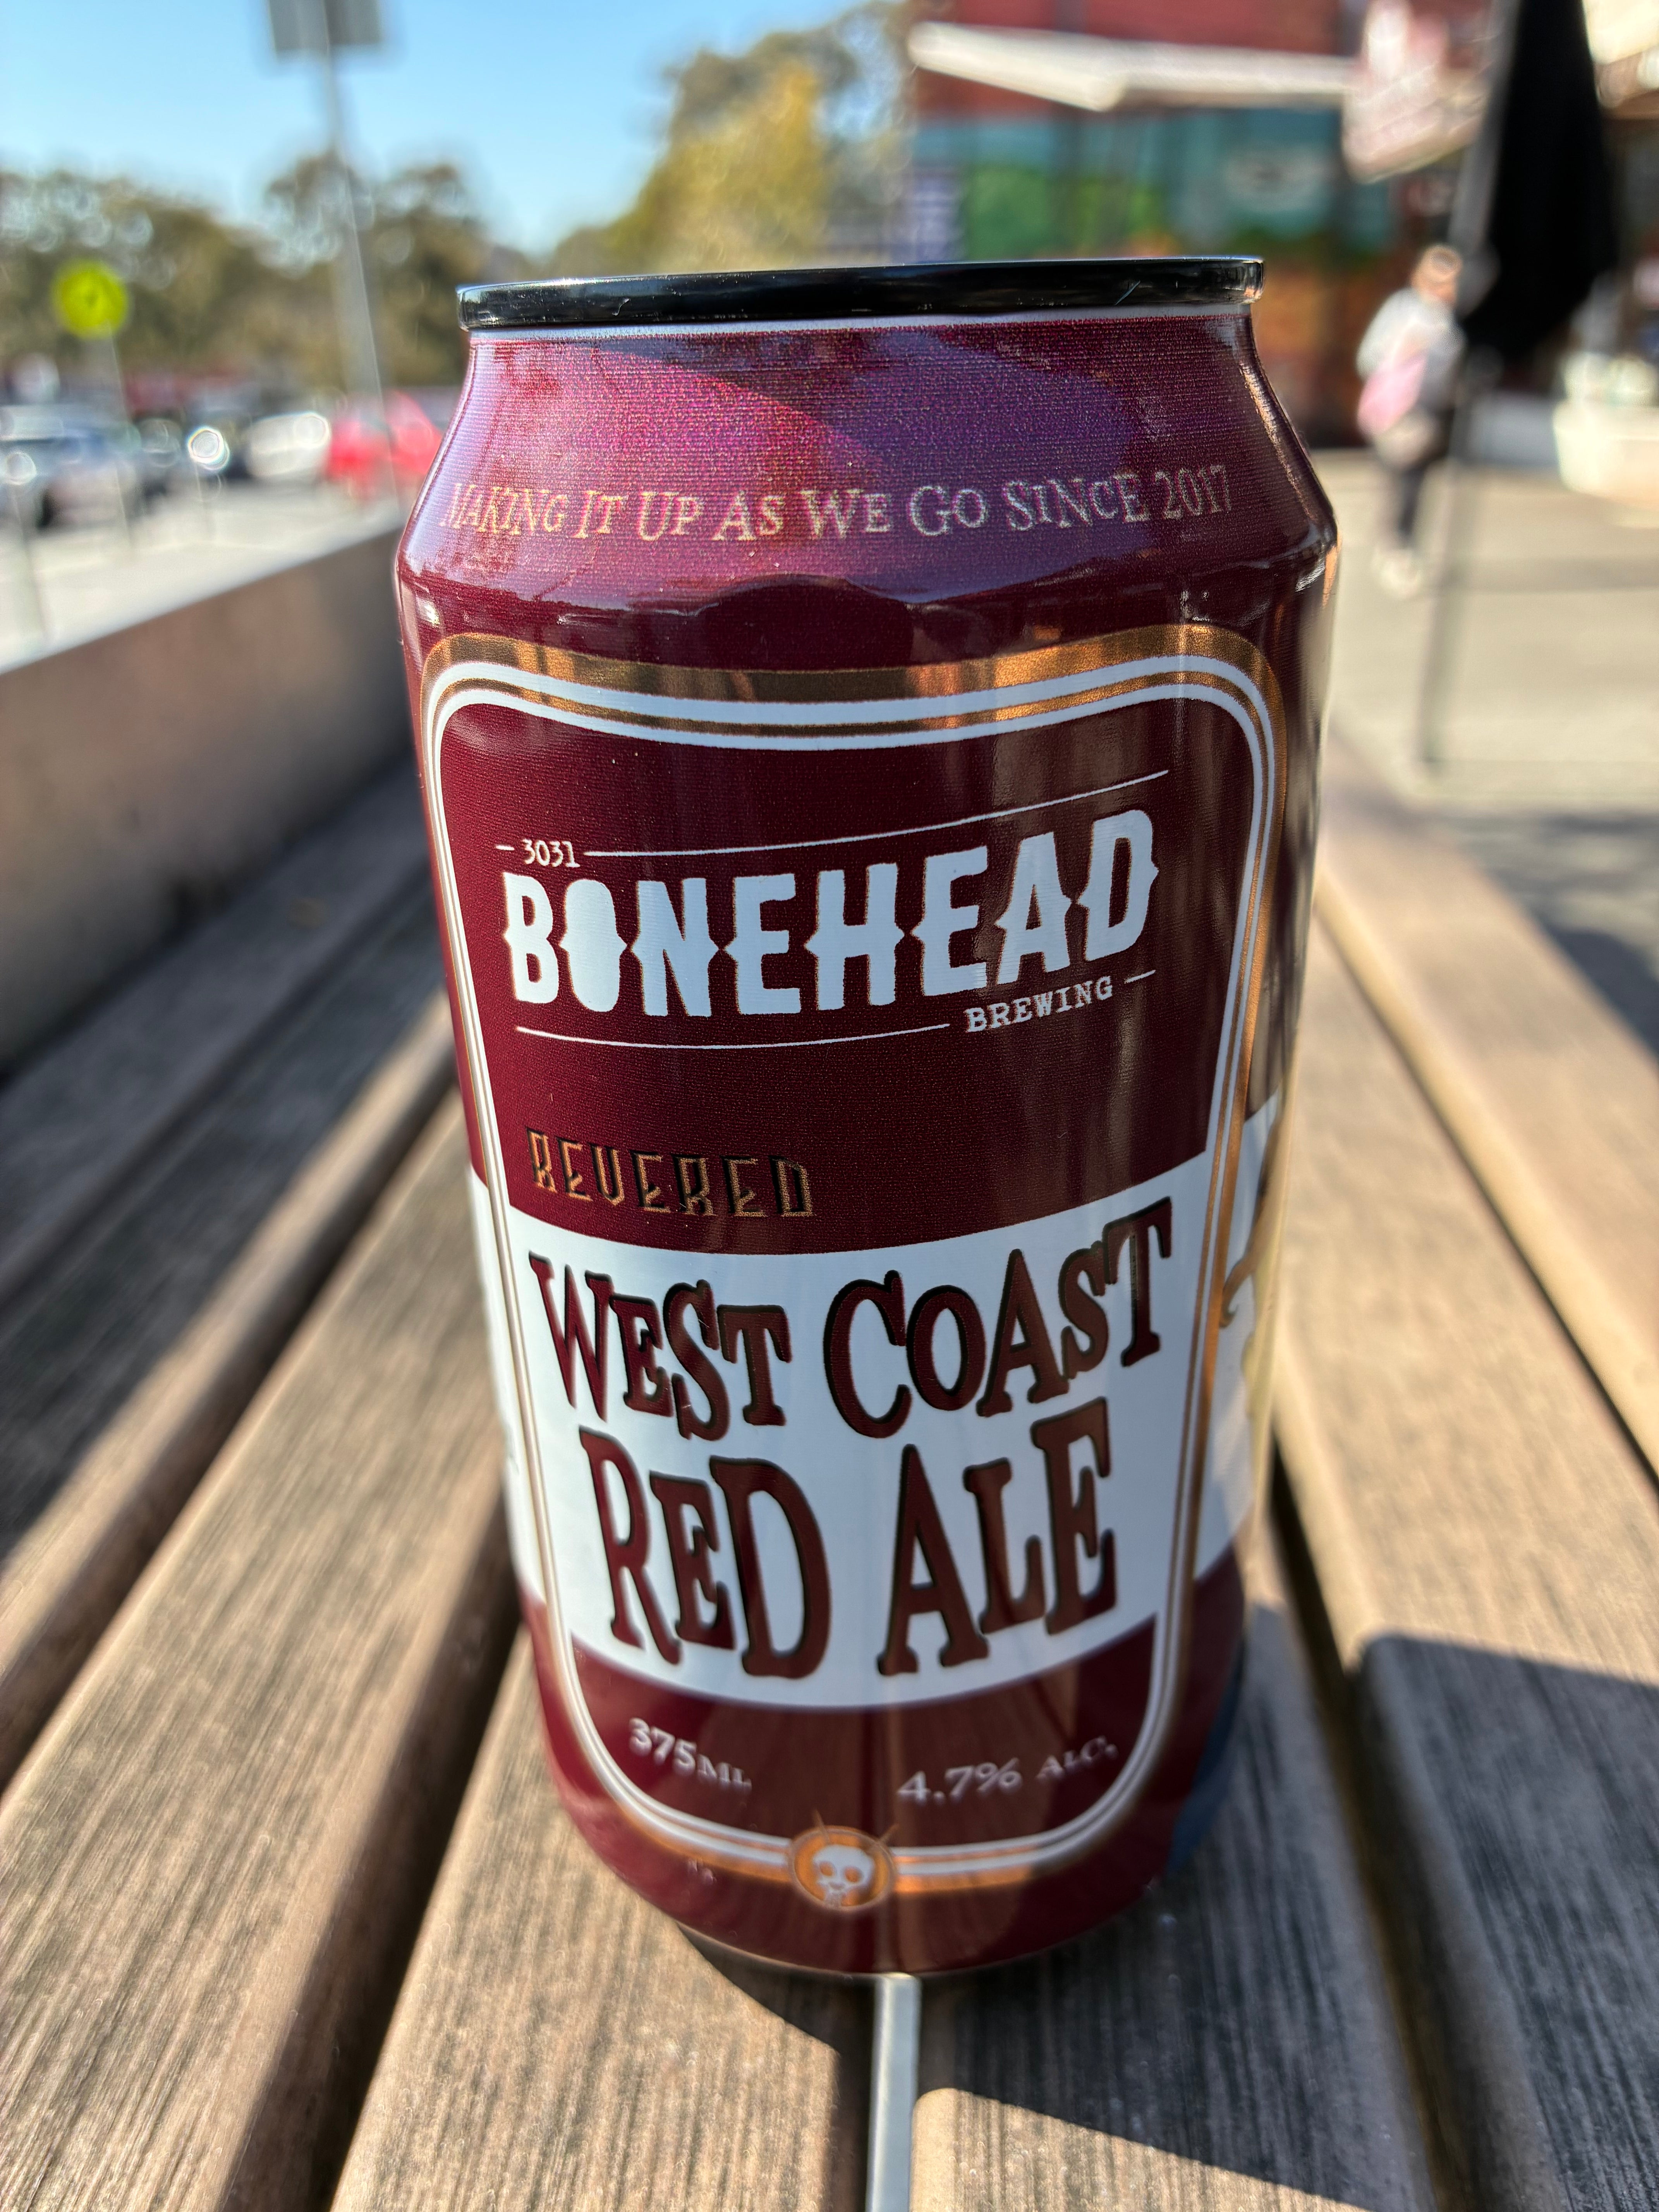 MAKING IT UP AS WE GO SINCE 2017
3031
BONEHEAD
BREWING
REVERED
WEST COAST
RED ALE
375ML 4.7% ALC.